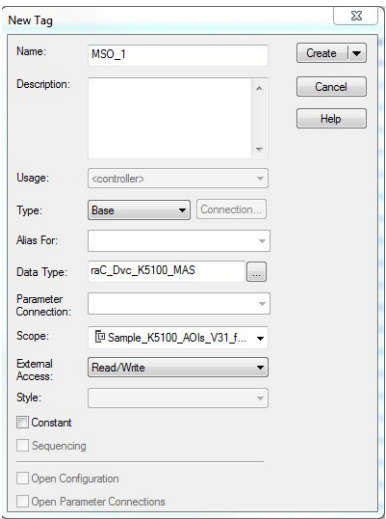 New Tag
Name:
MSO_1
Create
Description:
Cancel
Help
Usage:
<controller>
Type:
Base
Connection...
Alias For:
Data Type:
raC_Dvc_K5100_MAS
...
Parameter
Connection:
Scope:
Sample_K5100_AOIs_V31_f...
External
Access:
Read/Write
Style:
Constant
Sequencing
Open Configuration
Open Parameter Connections